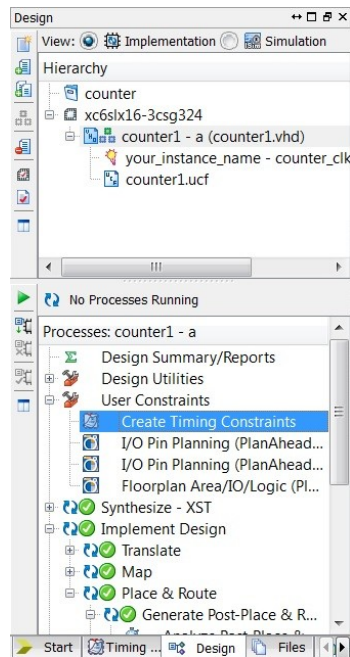 Design
View: Implementation Simulation
Hierarchy
counter
xc6slx16-3csg324
counter1 - a (counter1.vhd)
your_instance_name - counter_clk
counter1.ucf
No Processes Running
Processes: counter1 - a
Design Summary/Reports
Design Utilities
User Constraints
Create Timing Constraints
I/O Pin Planning (PlanAhead...
I/O Pin Planning (PlanAhead...
Floorplan Area/IO/Logic (Pl...
Synthesize - XST
Implement Design
Translate
Map
Place & Route
Generate Post-Place & R...
Start Timing ... Design Files